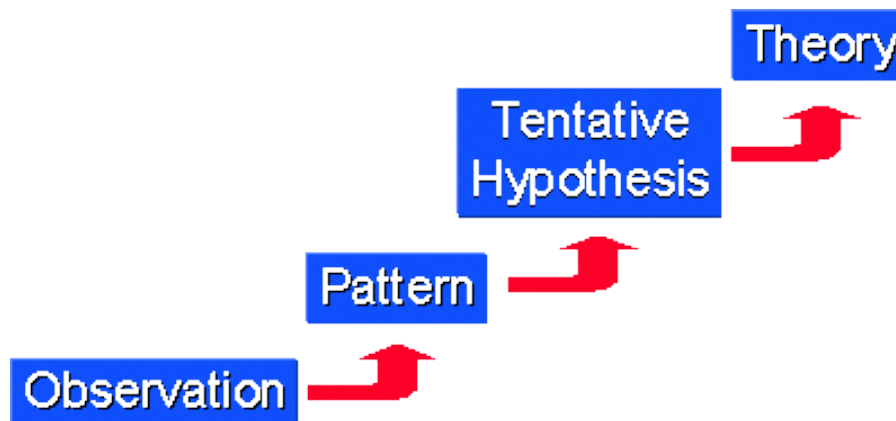 Theory
Tentative
Hypothesis
Pattern
Observation